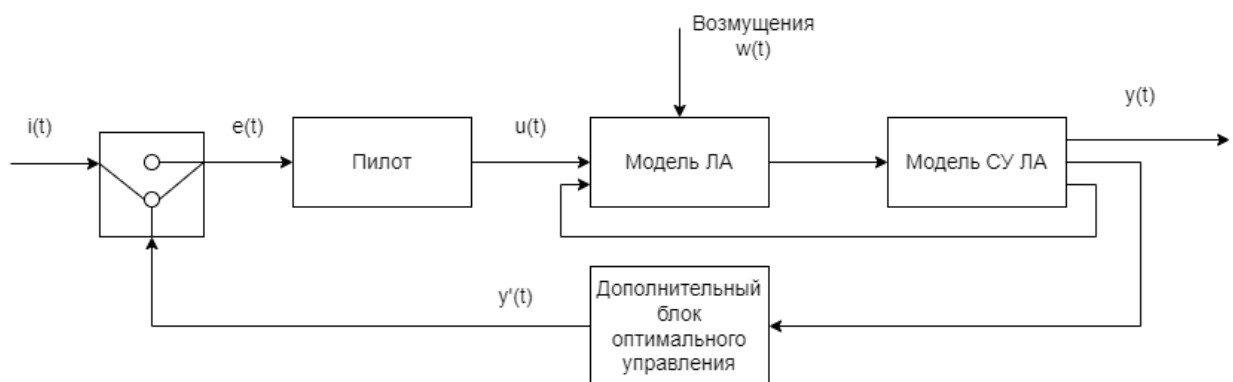 Возмущения
w(t)
i(t)
e(t)
Пилот
u(t)
Модель ЛА
Модель СУ ЛА
y(t)
y'(t)
Дополнительный
блок
оптимального
управления